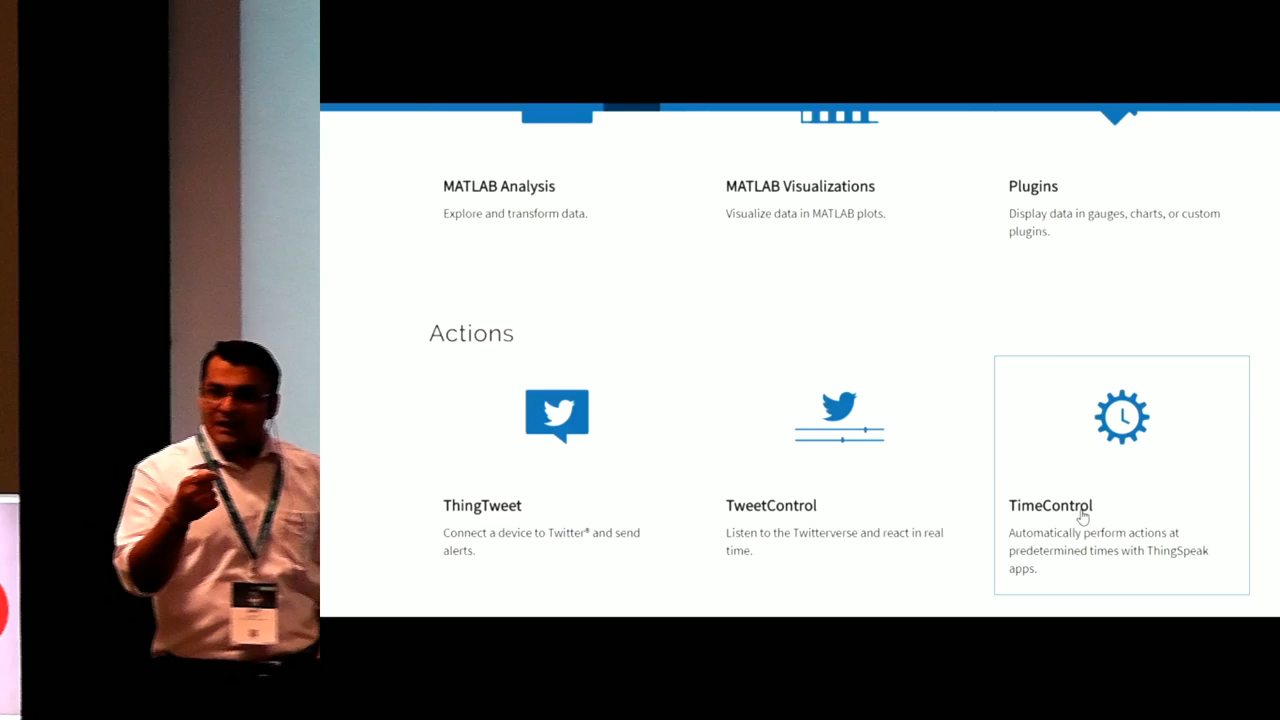 MATLAB Analysis
Explore and transform data.
MATLAB Visualizations
Visualize data in MATLAB plots.
Plugins
Display data in gauges, charts, or custom
plugins.
Actions
ThingTweet
Connect a device to Twitter® and send
alerts.
TweetControl
Listen to the Twitterverse and react in real
time.
TimeControl
Automatically perform actions at
predetermined times with ThingSpeak
apps.